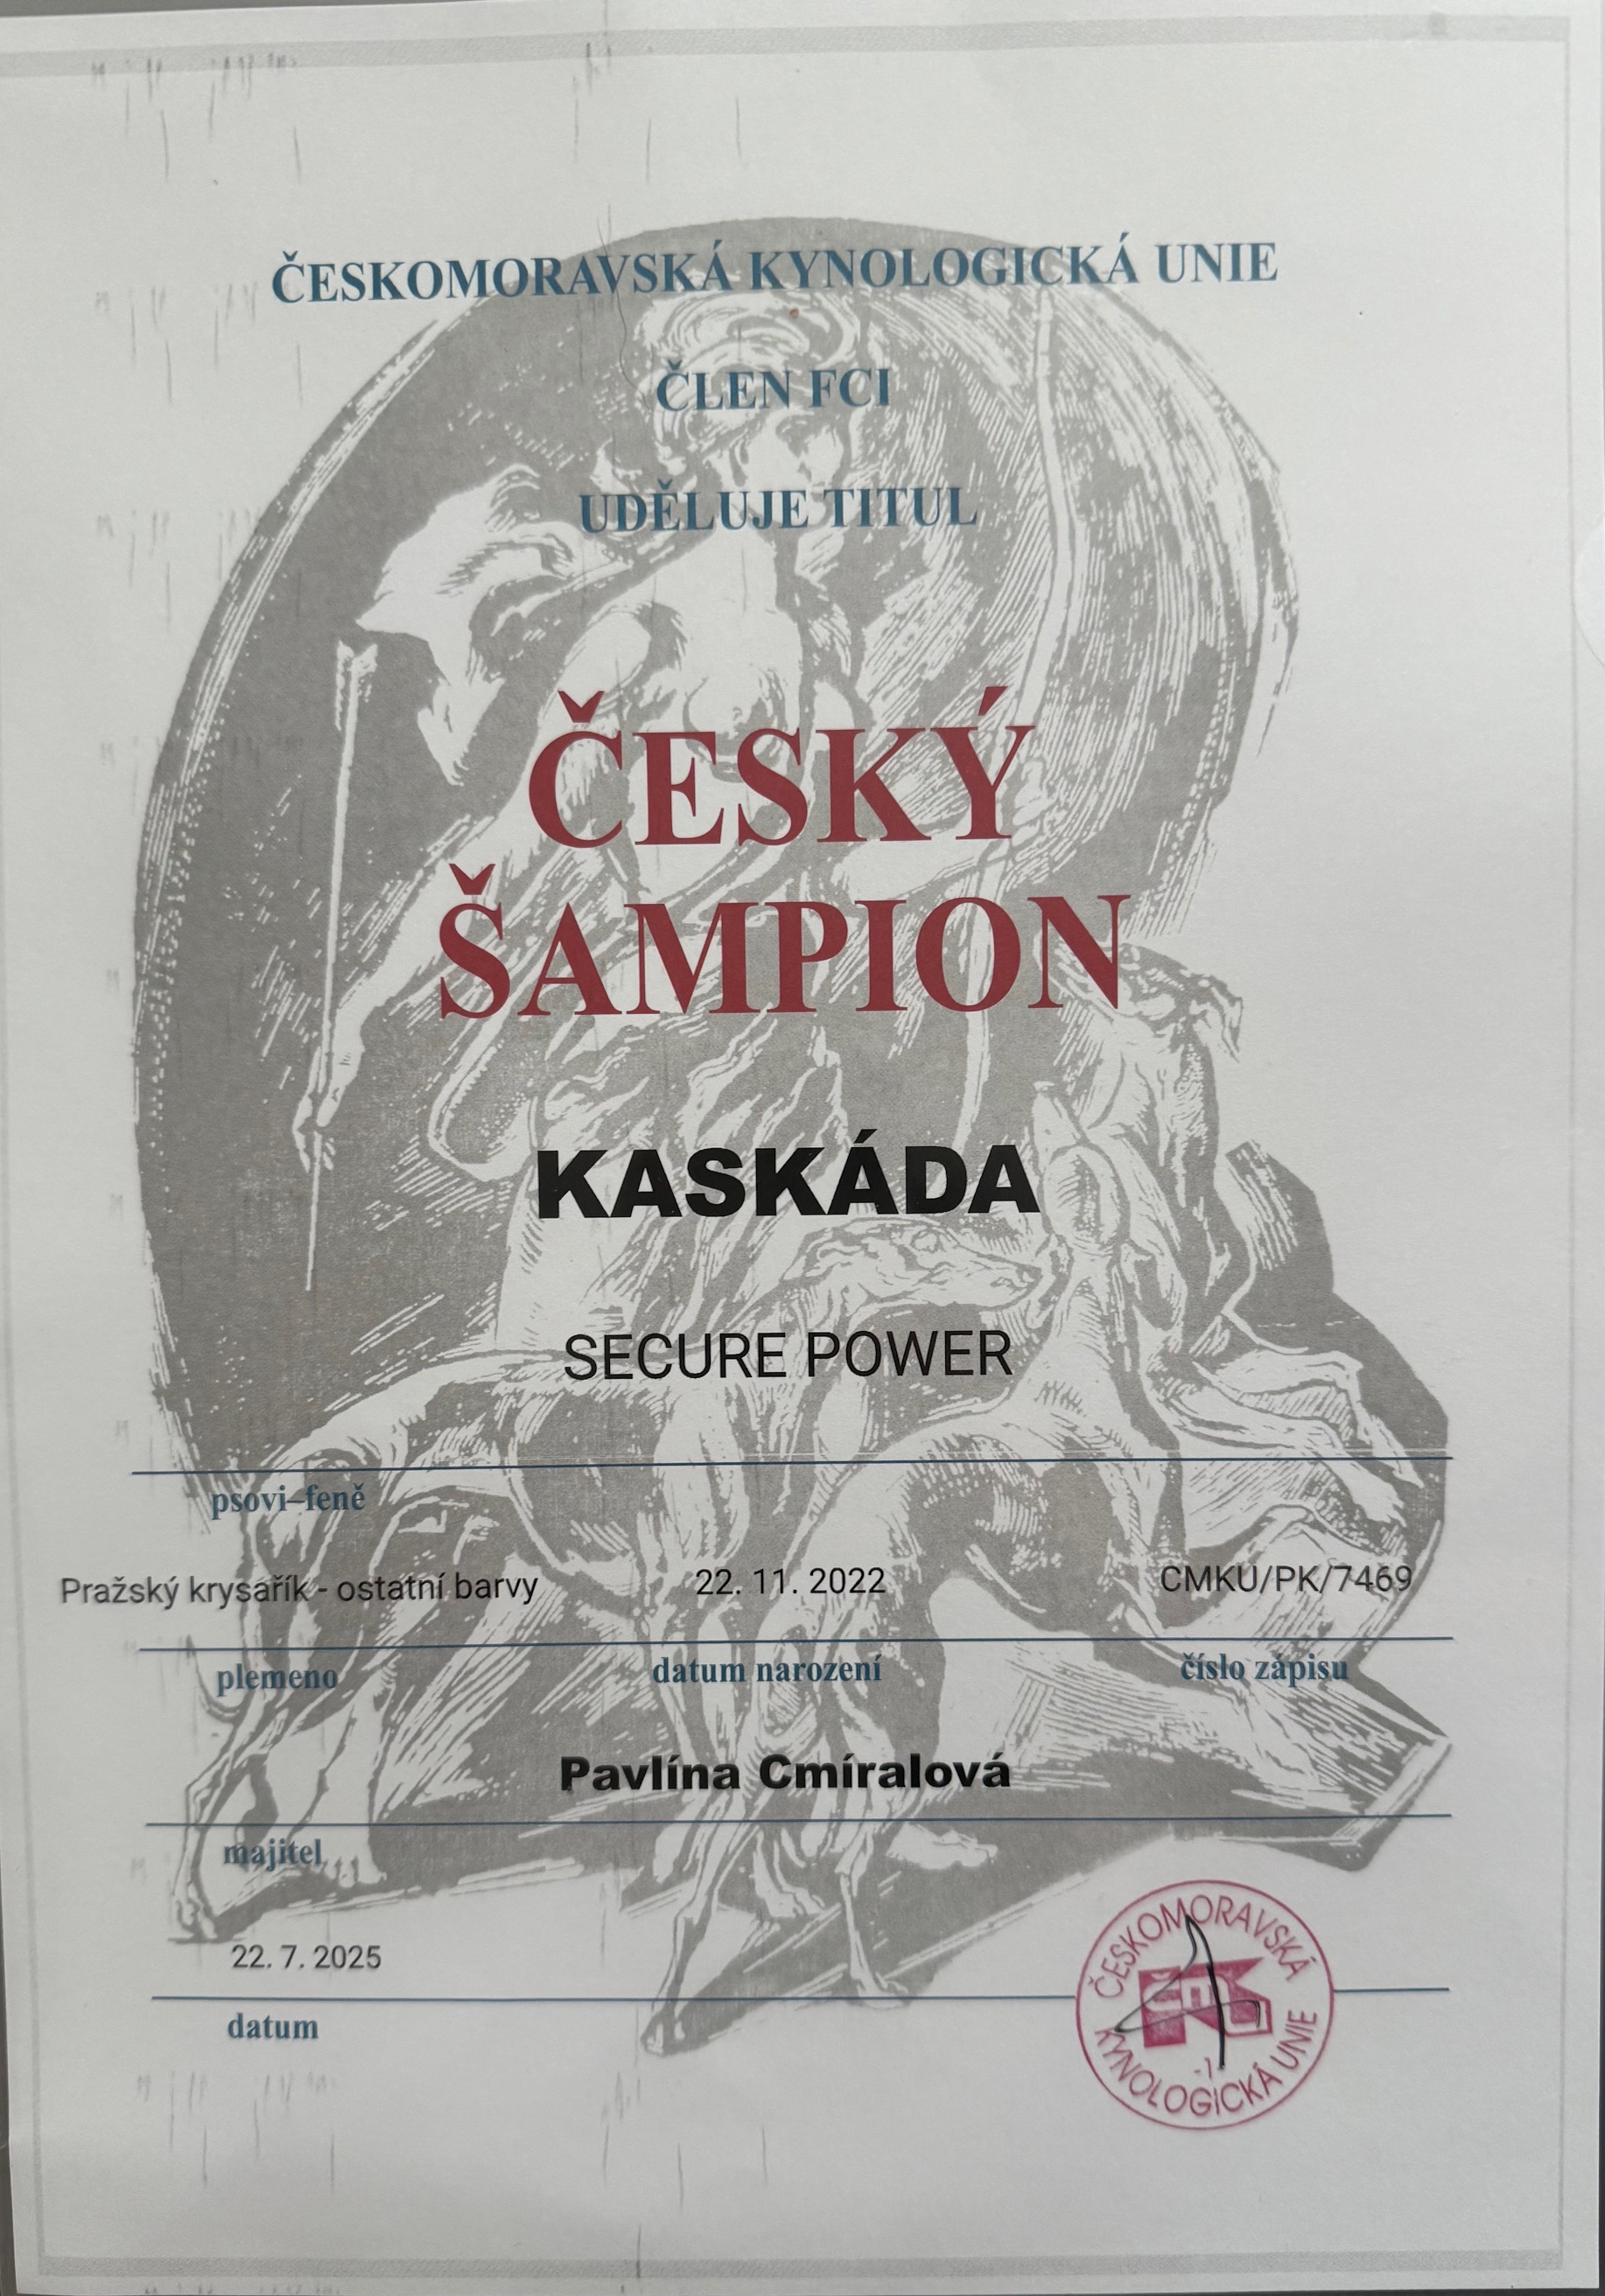 ČESKOMORAVSKÁ KYNOLOGICKÁ UNIE
ČLEN FCI
UDĚLUJE TITUL
ČESKÝ
ŠAMPION
KASKÁDA
SECURE POWER
psovi–feně
Pražský krysařík - ostatní barvy 22. 11. 2022 CMKU/PK/7469
plemeno datum narození číslo zápisu
Pavlína Cmíralová
majitel
22. 7. 2025
datum
ČESKOMORAVSKÁ
ČMKU
KYNOLOGICKÁ UNIE
-7-